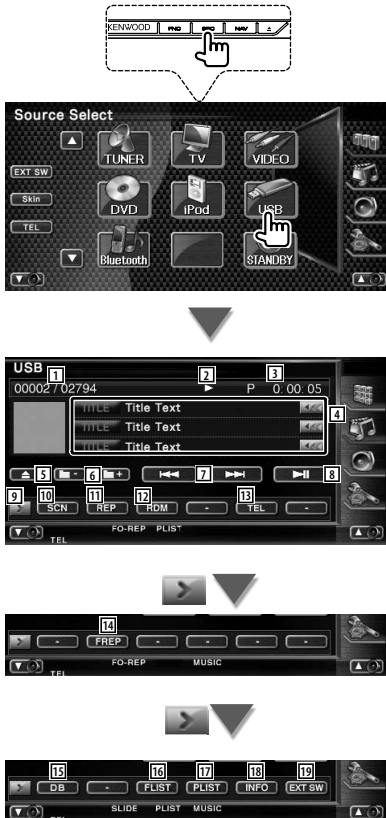 KENWOOD FNC SRC NAV
Source Select
TUNER TV VIDEO
EXT SW
Skin
DVD iPod USB
TEL
Bluetooth STANDBY
USB
1 2 3
00002 / 02794 P 0: 00: 05
TITLE Title Text
4
TITLE Title Text
TITLE Title Text
5 - 6 + 7 8
9 10 11 12 13
SCN REP RDM - TEL -
FO-REP PLIST
TEL
14
- FREP - - - -
FO-REP MUSIC
TEL
15 16 17 18 19
DB - FLIST PLIST INFO EXT SW
SLIDE PLIST MUSIC